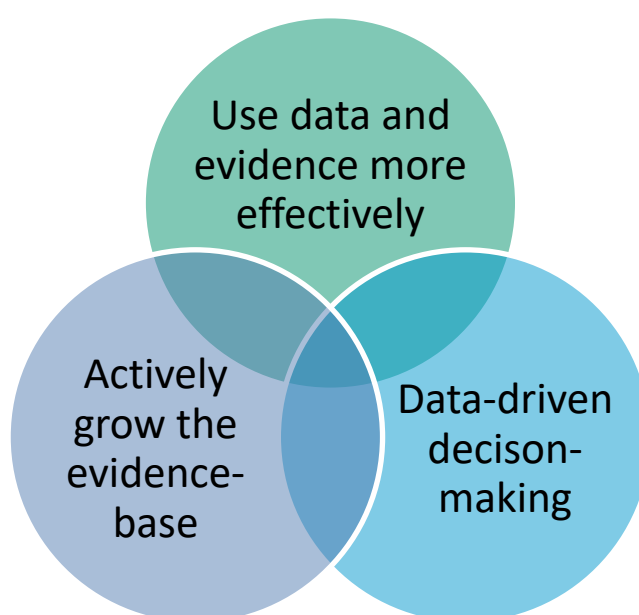 Use data and
evidence more
effectively
Actively
grow the
evidence-
base
Data-driven
decison-
making